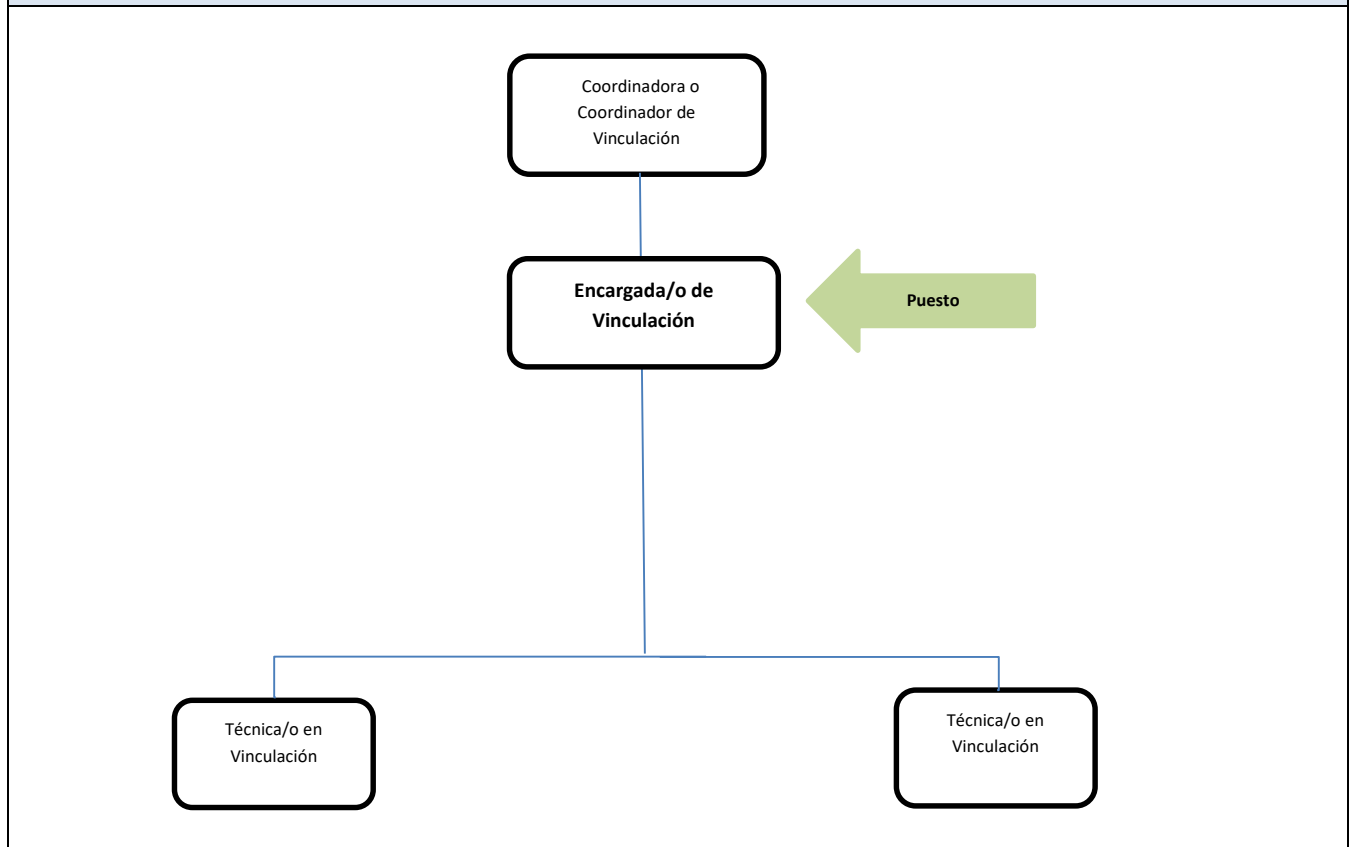 Coordinadora o
Coordinador de
Vinculación
Encargada/o de
Vinculación
Puesto
Técnica/o en
Vinculación
Técnica/o en
Vinculación